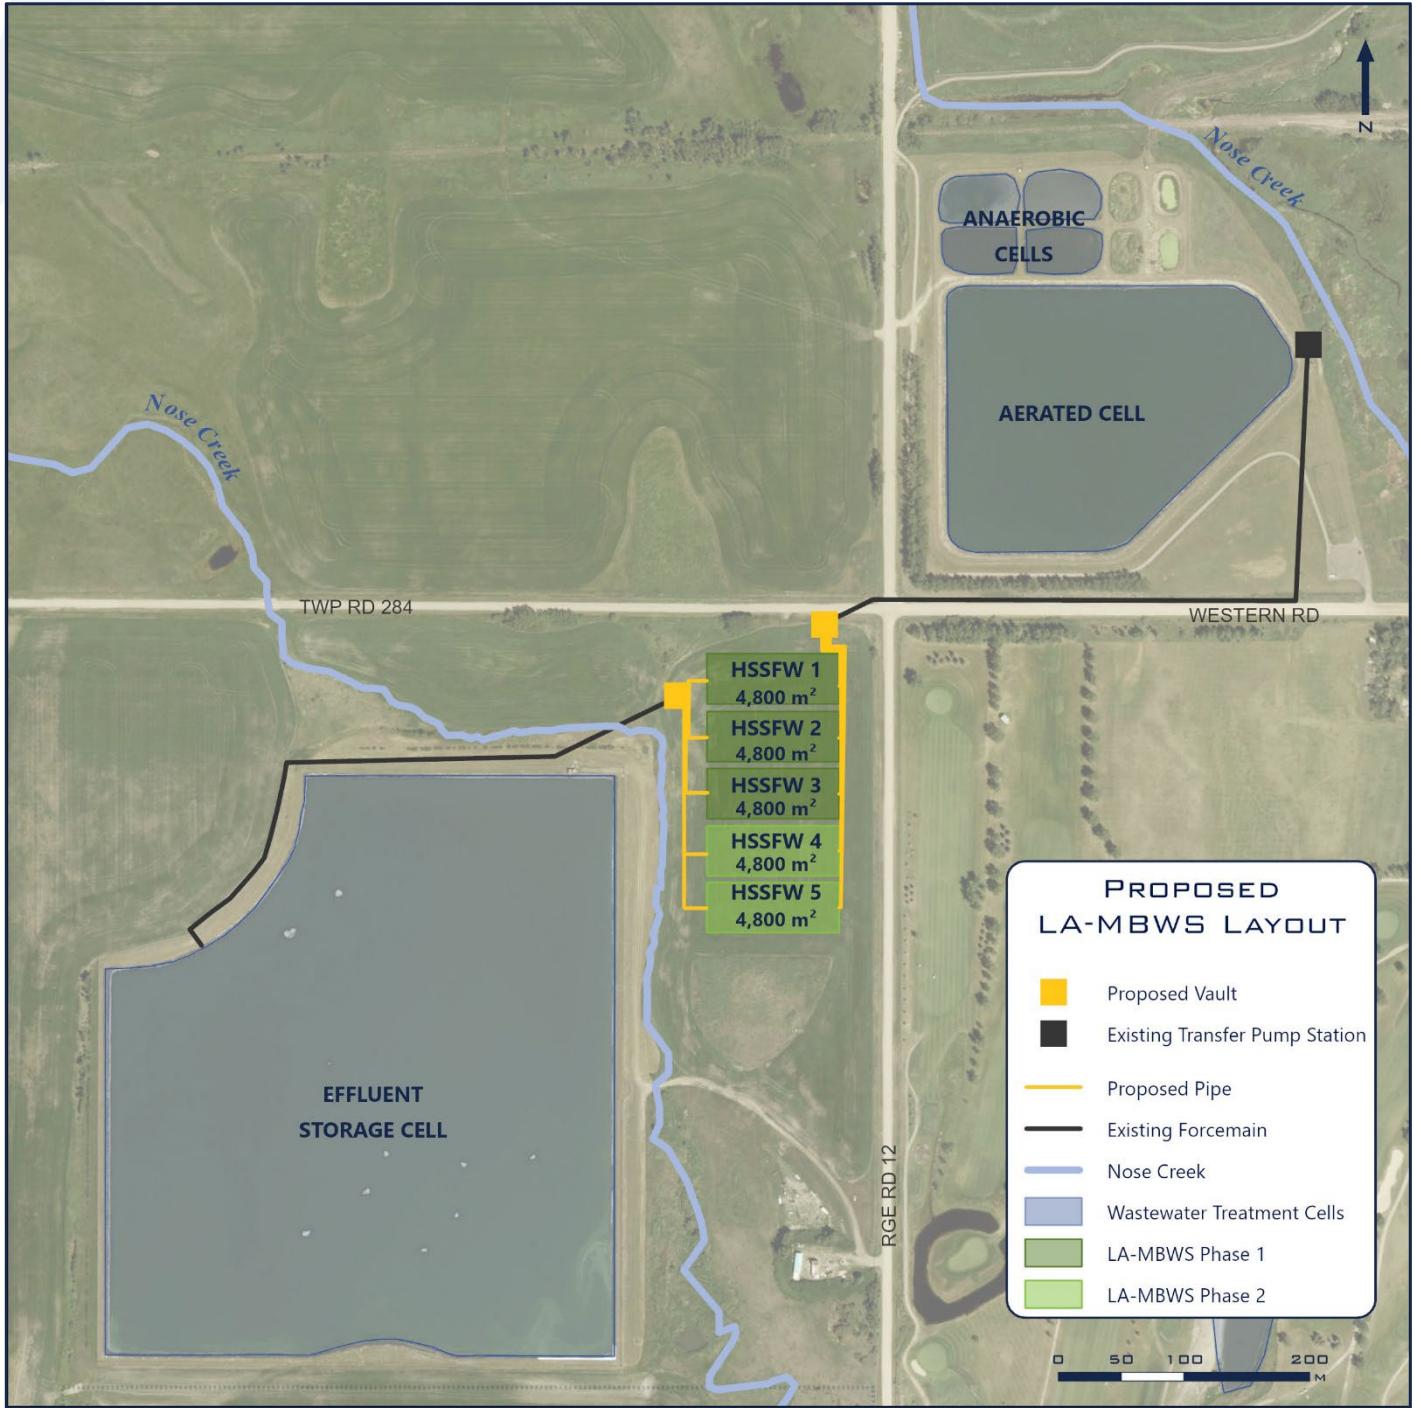 N
Nose Creek
ANAEROBIC
CELLS
AERATED CELL
Nose Creek
TWP RD 284
WESTERN RD
HSSFW 1
4,800 m²
HSSFW 2
4,800 m²
HSSFW 3
4,800 m²
HSSFW 4
4,800 m²
HSSFW 5
4,800 m²
EFFLUENT
STORAGE CELL
RGE RD 12
PROPOSED
LA-MBWS LAYOUT
Proposed Vault
Existing Transfer Pump Station
Proposed Pipe
Existing Forcemain
Nose Creek
Wastewater Treatment Cells
LA-MBWS Phase 1
LA-MBWS Phase 2
0 50 100 200
M